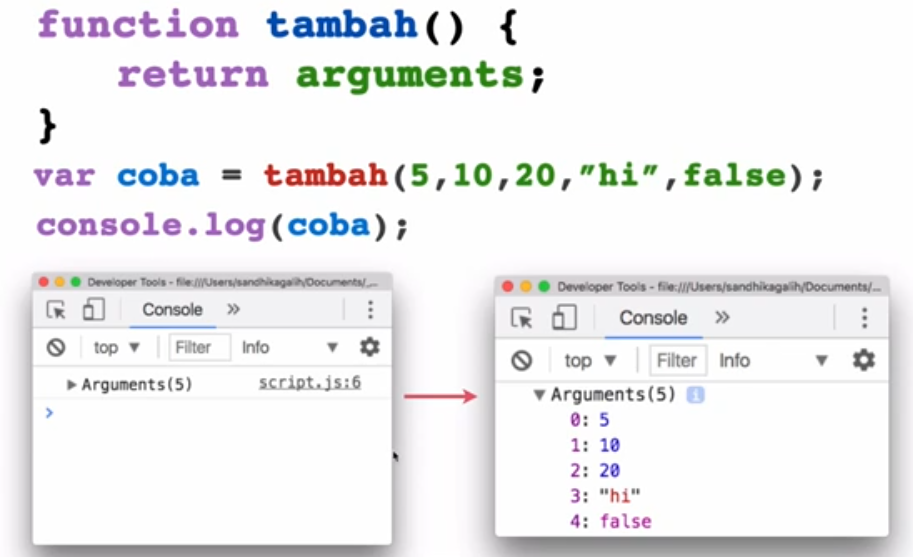 function tambah() {
return arguments;
}
var coba = tambah(5,10,20,”hi”,false);
console.log(coba);
Developer Tools - file:///Users/sandhikagalih/Documents/_...
Console »
top ▼ Filter Info ▼
▶ Arguments(5) script.js:6
>
Developer Tools - file:///Users/sandhikagalih/Documents/...
Console »
top ▼ Filter Info ▼
▼ Arguments(5) i
0: 5
1: 10
2: 20
3: "hi"
4: false